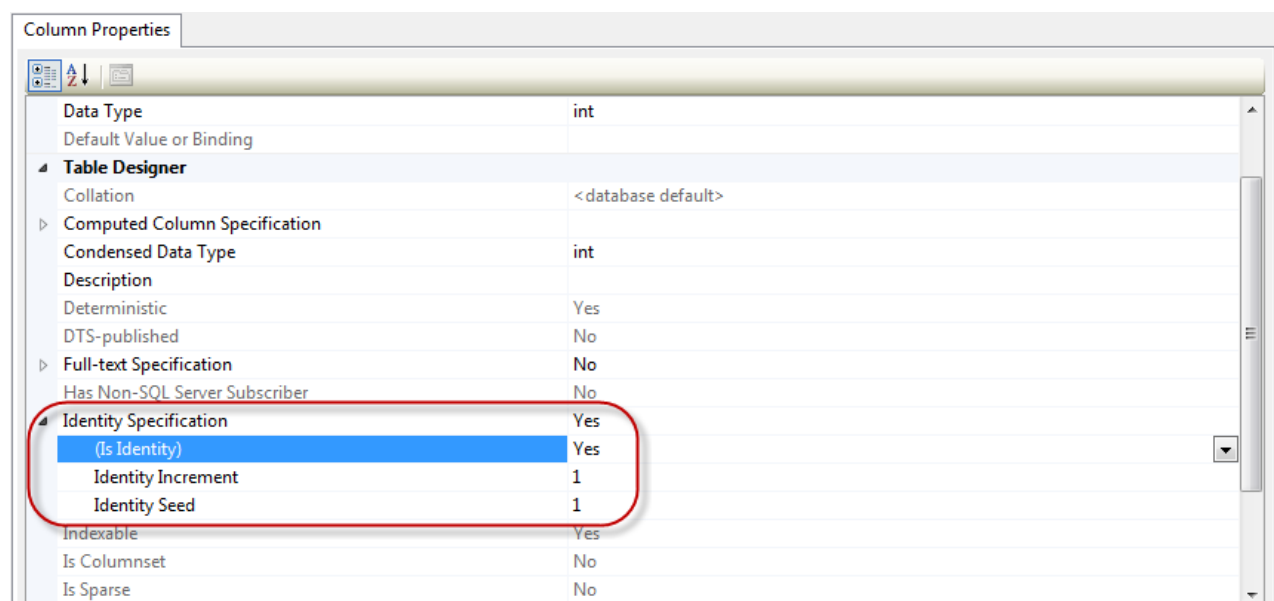 Column Properties
Data Type int
Default Value or Binding
Table Designer
Collation <database default>
Computed Column Specification
Condensed Data Type int
Description
Deterministic Yes
DTS-published No
Full-text Specification No
Has Non-SQL Server Subscriber No
Identity Specification Yes
(Is Identity) Yes
Identity Increment 1
Identity Seed 1
Indexable Yes
Is Columnset No
Is Sparse No